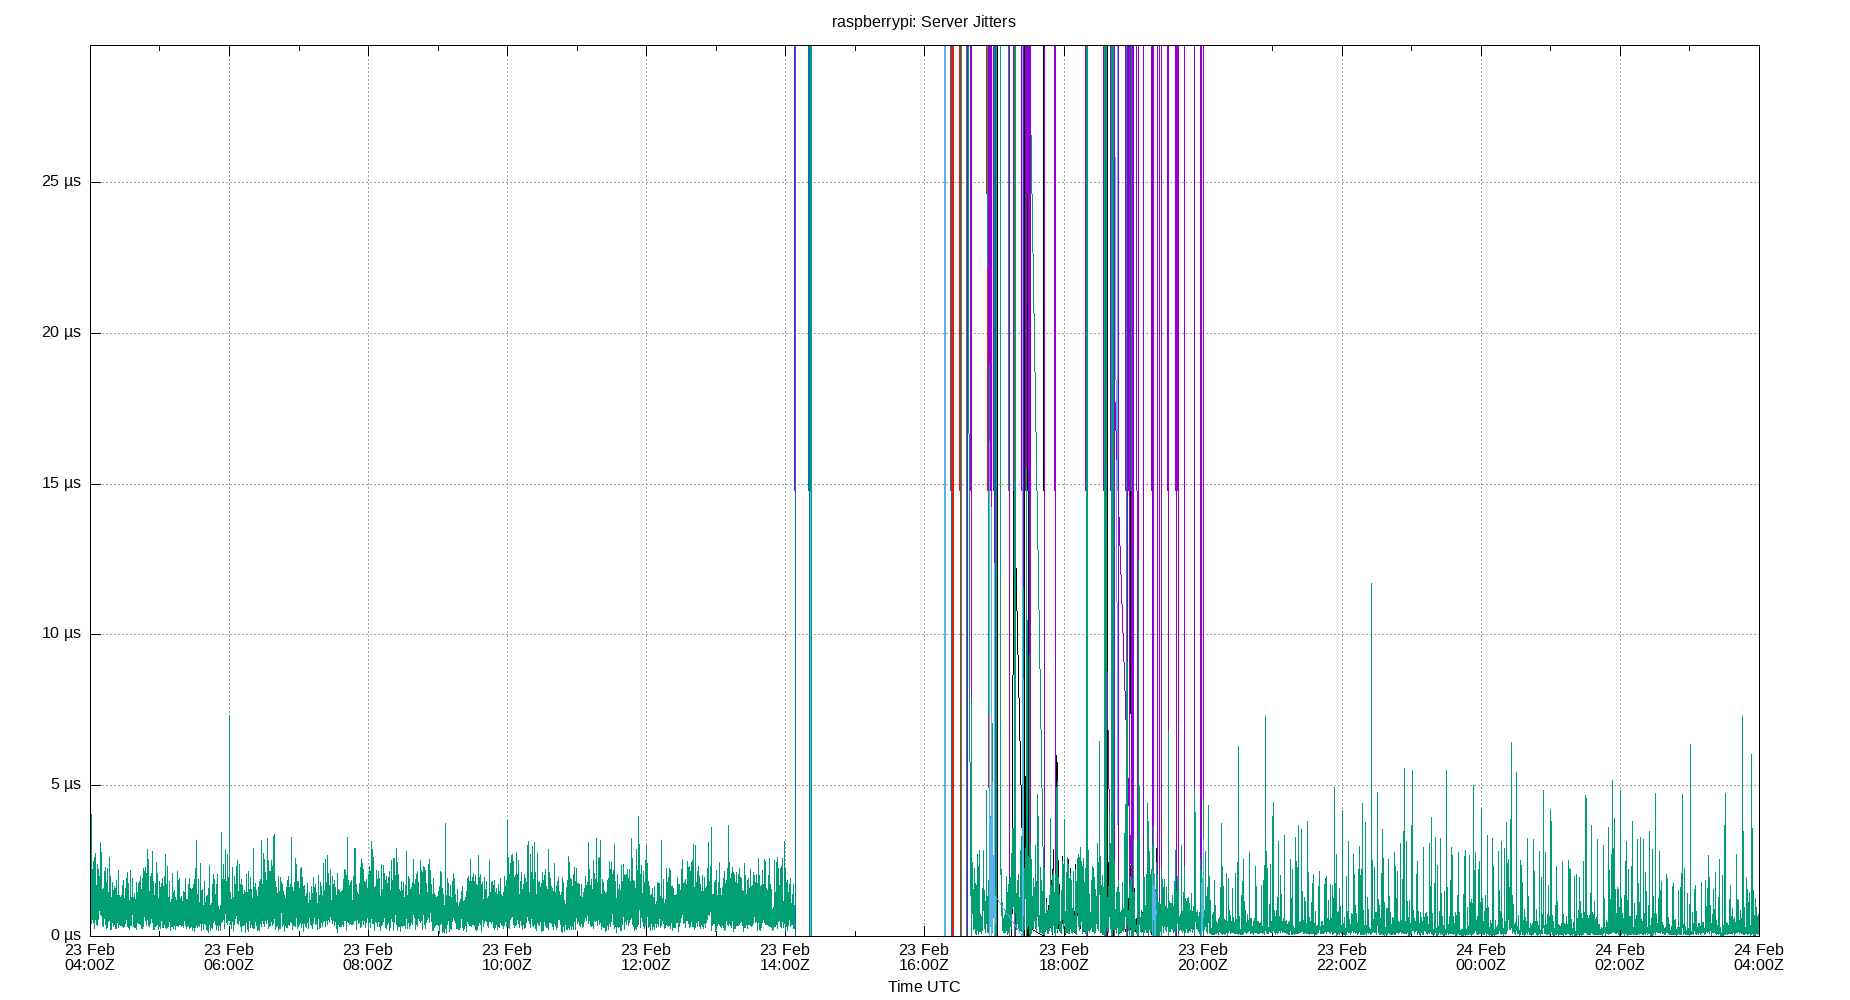 raspberrypi: Server Jitters
25 µs
20 µs
15 µs
10 µs
5 µs
0 µs
23 Feb 23 Feb 23 Feb 23 Feb 23 Feb 23 Feb 23 Feb 23 Feb 23 Feb 23 Feb 24 Feb 24 Feb 24 Feb
04:00Z 06:00Z 08:00Z 10:00Z 12:00Z 14:00Z 16:00Z 18:00Z 20:00Z 22:00Z 00:00Z 02:00Z 04:00Z
Time UTC